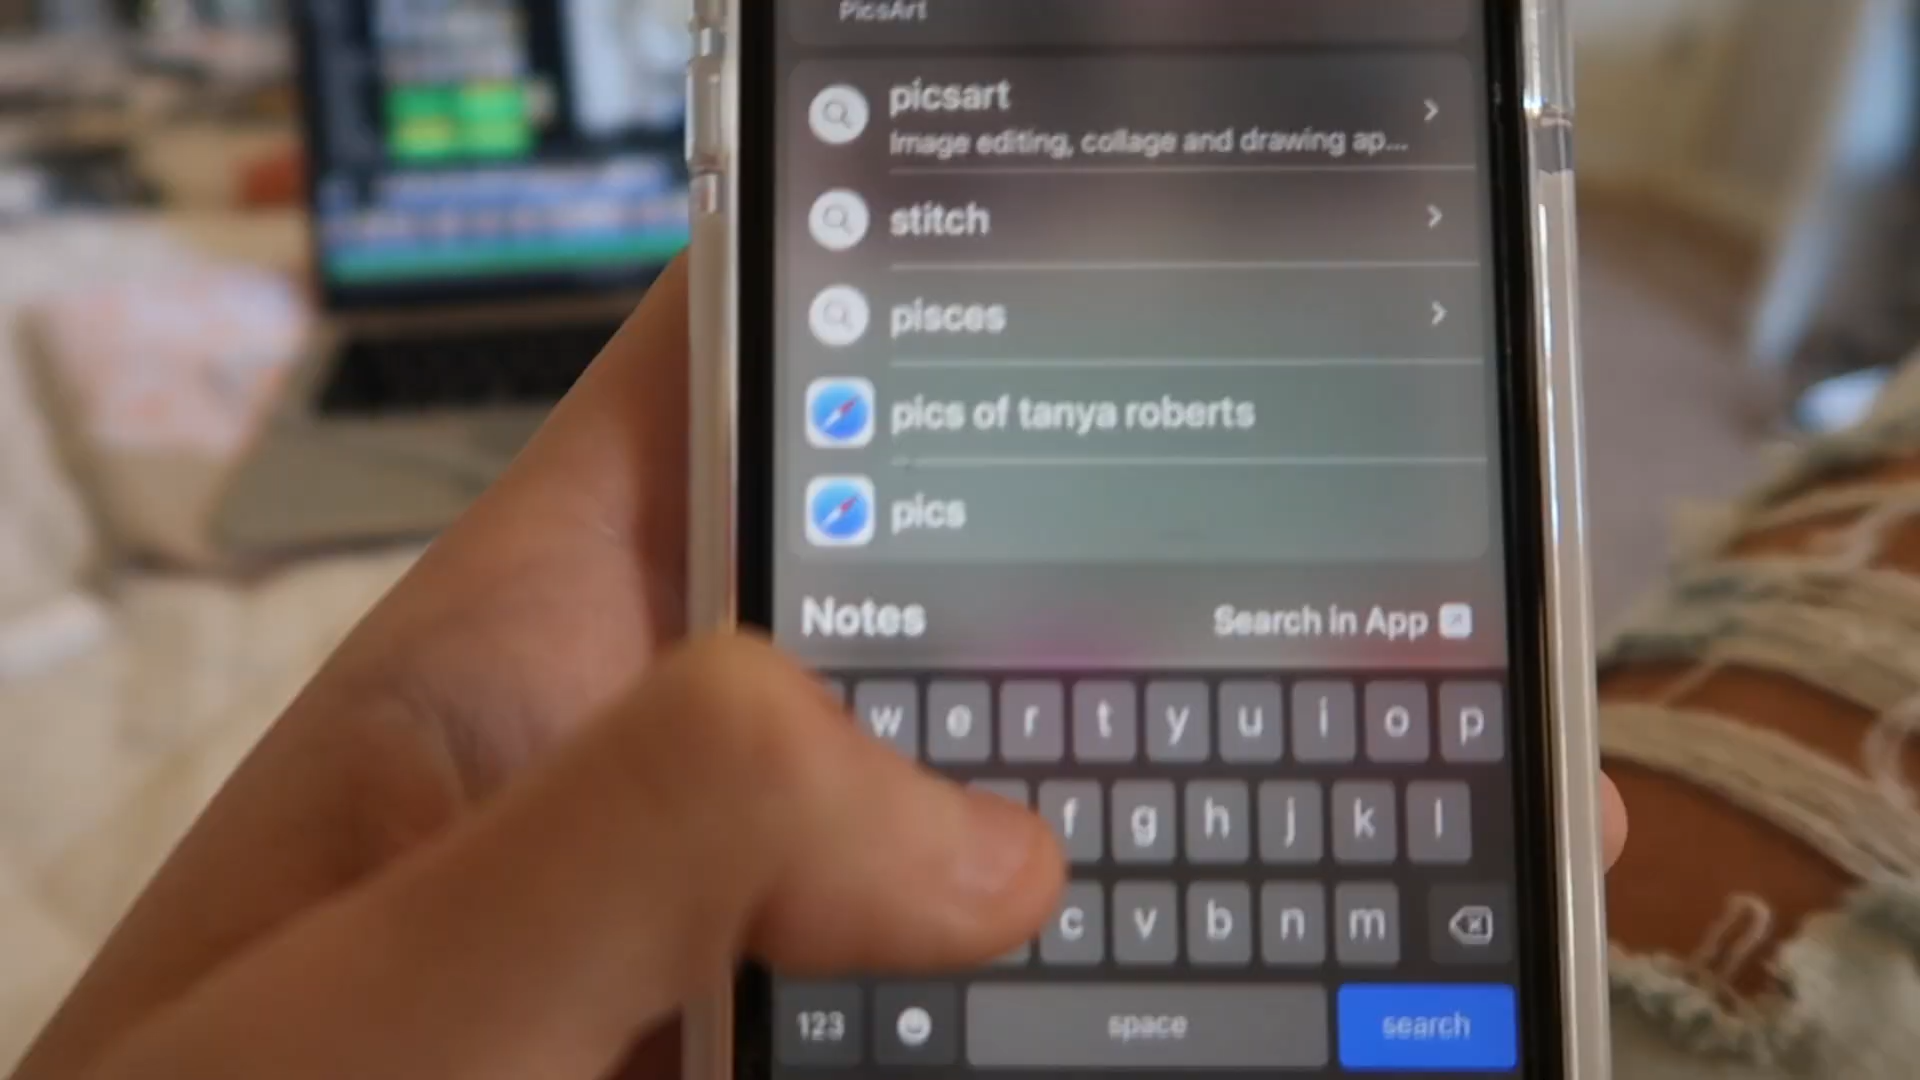 PicsArt
picsart
Image editing, collage and drawing ap...
stitch
pisces
pics of tanya roberts
pics
Notes Search in App
w e r t y u i o p
f g h j k l
c v b n m
123 space search